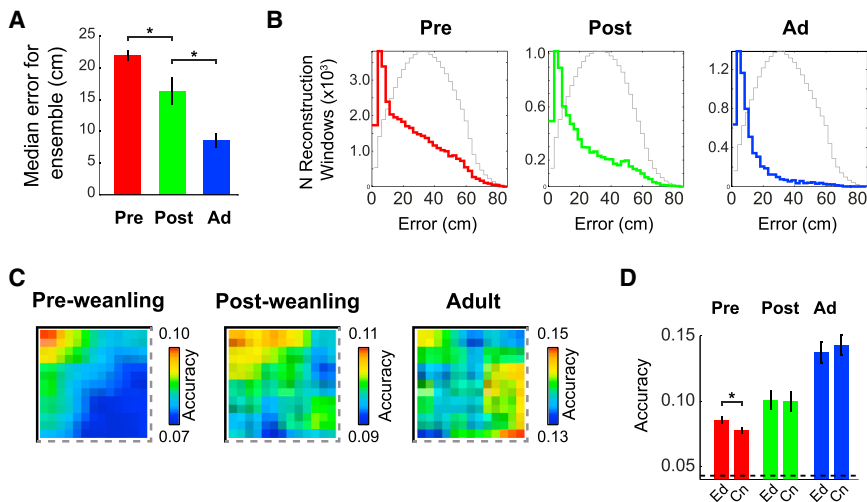 A
Median error for
ensemble (cm)
25
20
15
10
5
0
*
*
Pre
Post
Ad
B
N Reconstruction
Windows (x10³)
Pre
3.0
2.0
1.0
0
0
20
40
60
80
Error (cm)
Post
1.0
0.6
0.2
0
0
20
40
60
80
Error (cm)
Ad
1.2
0.8
0.4
0
0
20
40
60
80
Error (cm)
C
Pre-weanling
0.10
Accuracy
0.07
Post-weanling
0.11
Accuracy
0.09
Adult
0.15
Accuracy
0.13
D
Pre
Post
Ad
Accuracy
0.15
0.10
0.05
*
Ed
Cn
Ed
Cn
Ed
Cn